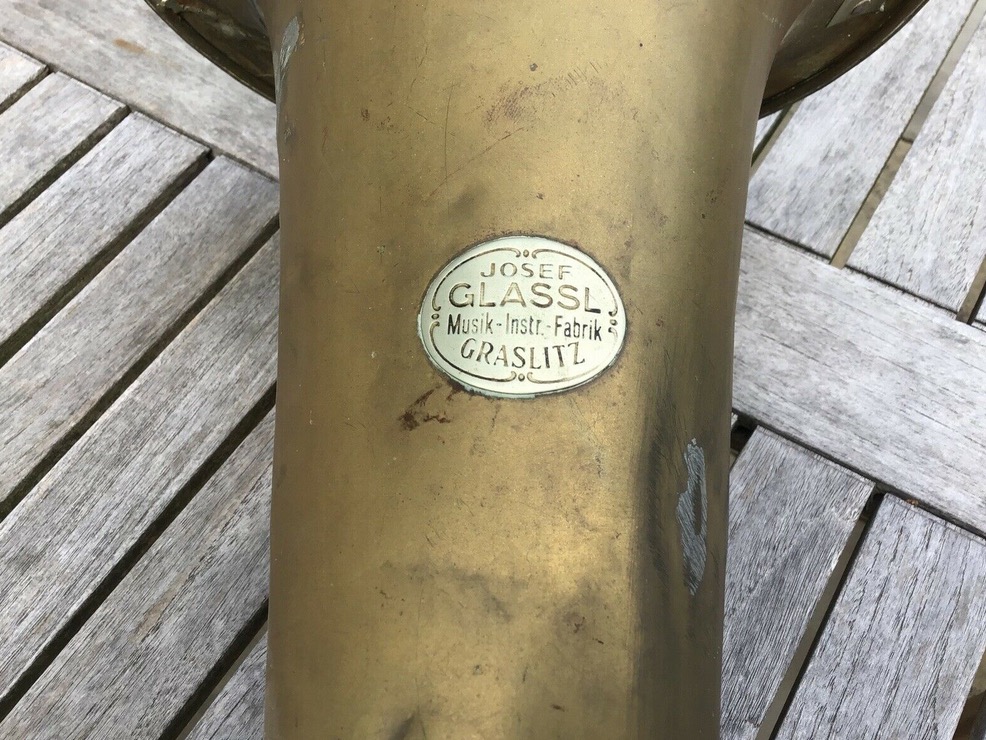 JOSEF
GLASSL
Musik-Instr.-Fabrik
GRASLITZ